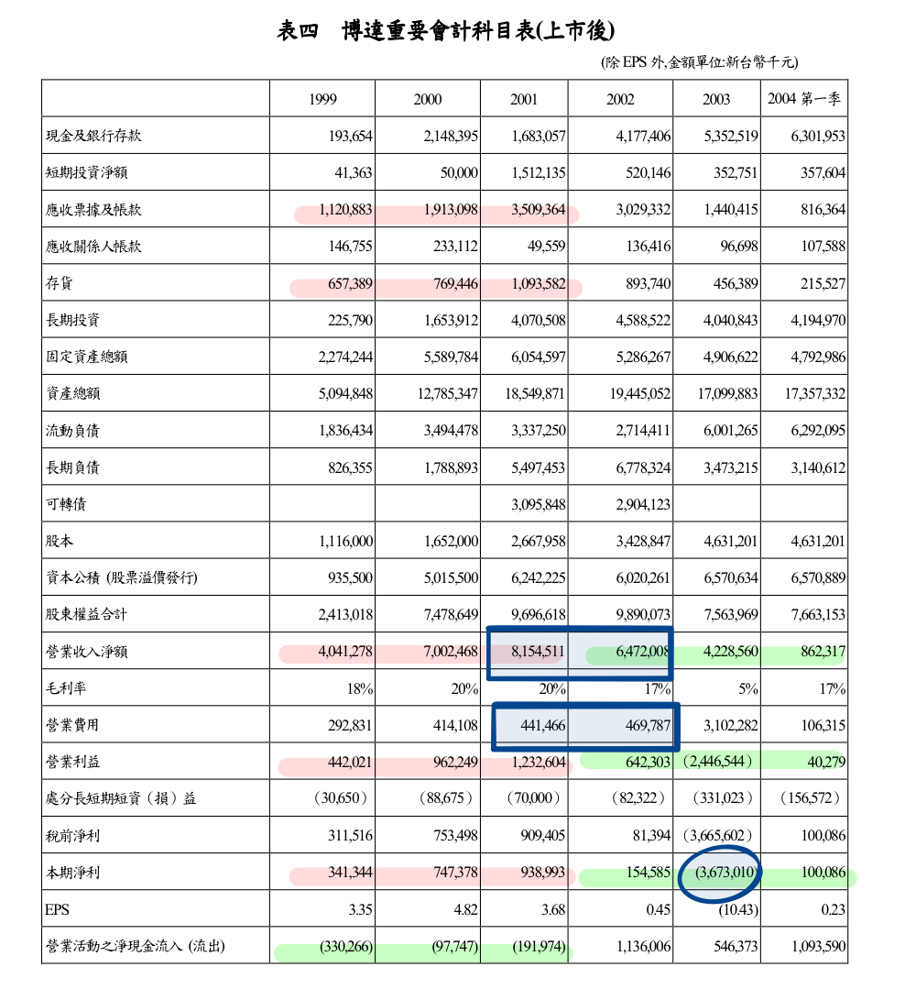 表四 博達重要會計科目表(上市後)
(除 EPS 外,金額單位:新台幣千元)
1999 2000 2001 2002 2003 2004 第一季
現金及銀行存款 193,654 2,148,395 1,683,057 4,177,406 5,352,519 6,301,953
短期投資淨額 41,363 50,000 1,512,135 520,146 352,751 357,604
應收票據及帳款 1,120,883 1,913,098 3,509,364 3,029,332 1,440,415 816,364
應收關係人帳款 146,755 233,112 49,559 136,416 96,698 107,588
存貨 657,389 769,446 1,093,582 893,740 456,389 215,527
長期投資 225,790 1,653,912 4,070,508 4,588,522 4,040,843 4,194,970
固定資產總額 2,274,244 5,589,784 6,054,597 5,286,267 4,906,622 4,792,986
資產總額 5,094,848 12,785,347 18,549,871 19,445,052 17,099,883 17,357,332
流動負債 1,836,434 3,494,478 3,337,250 2,714,411 6,001,265 6,292,095
長期負債 826,355 1,788,893 5,497,453 6,778,324 3,473,215 3,140,612
可轉債 3,095,848 2,904,123
股本 1,116,000 1,652,000 2,667,958 3,428,847 4,631,201 4,631,201
資本公積 (股票溢價發行) 935,500 5,015,500 6,242,225 6,020,261 6,570,634 6,570,889
股東權益合計 2,413,018 7,478,649 9,696,618 9,890,073 7,563,969 7,663,153
營業收入淨額 4,041,278 7,002,468 8,154,511 6,472,008 4,228,560 862,317
毛利率 18% 20% 20% 17% 5% 17%
營業費用 292,831 414,108 441,466 469,787 3,102,282 106,315
營業利益 442,021 962,249 1,232,604 642,303 (2,446,544) 40,279
處分長短期短資（損）益 (30,650) (88,675) (70,000) (82,322) (331,023) (156,572)
稅前淨利 311,516 753,498 909,405 81,394 (3,665,602) 100,086
本期淨利 341,344 747,378 938,993 154,585 (3,673,010) 100,086
EPS 3.35 4.82 3.68 0.45 (10.43) 0.23
營業活動之淨現金流入 (流出) (330,266) (97,747) (191,974) 1,136,006 546,373 1,093,590